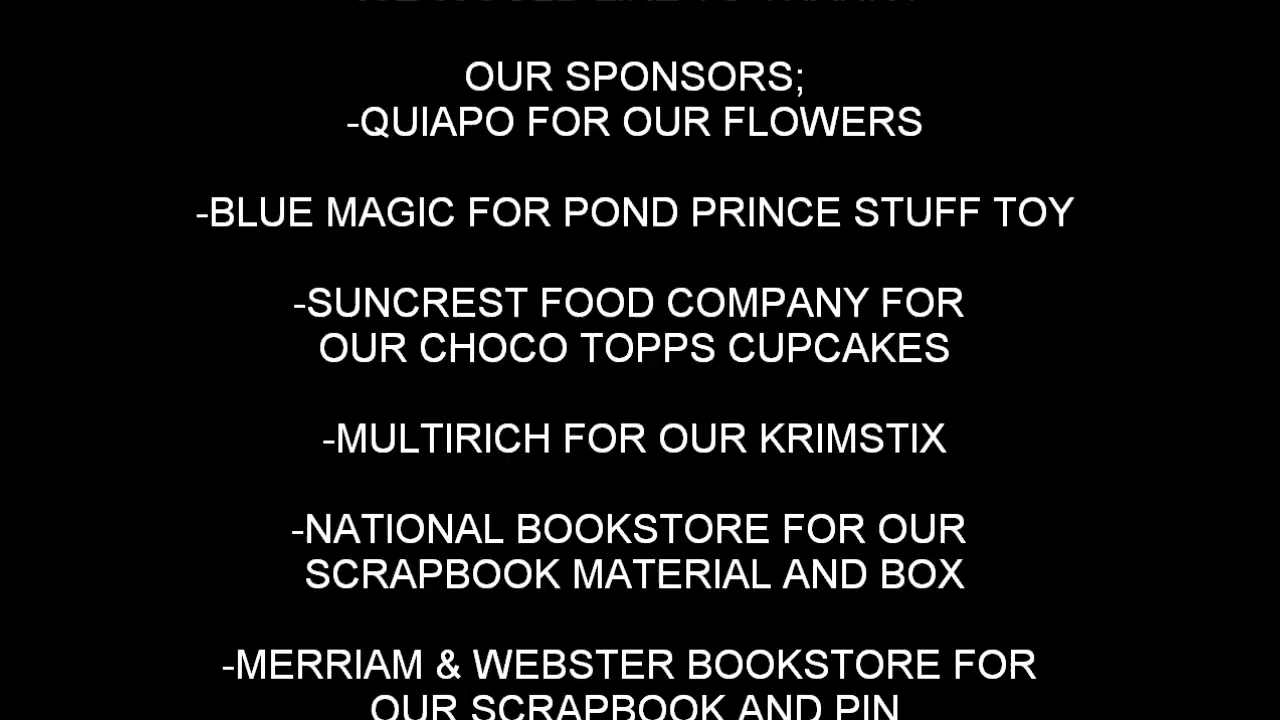 OUR SPONSORS;
-QUIAPO FOR OUR FLOWERS
-BLUE MAGIC FOR POND PRINCE STUFF TOY
-SUNCREST FOOD COMPANY FOR
OUR CHOCO TOPPS CUPCAKES
-MULTIRICH FOR OUR KRIMSTIX
-NATIONAL BOOKSTORE FOR OUR
SCRAPBOOK MATERIAL AND BOX
-MERRIAM & WEBSTER BOOKSTORE FOR
OUR SCRAPBOOK AND PIN